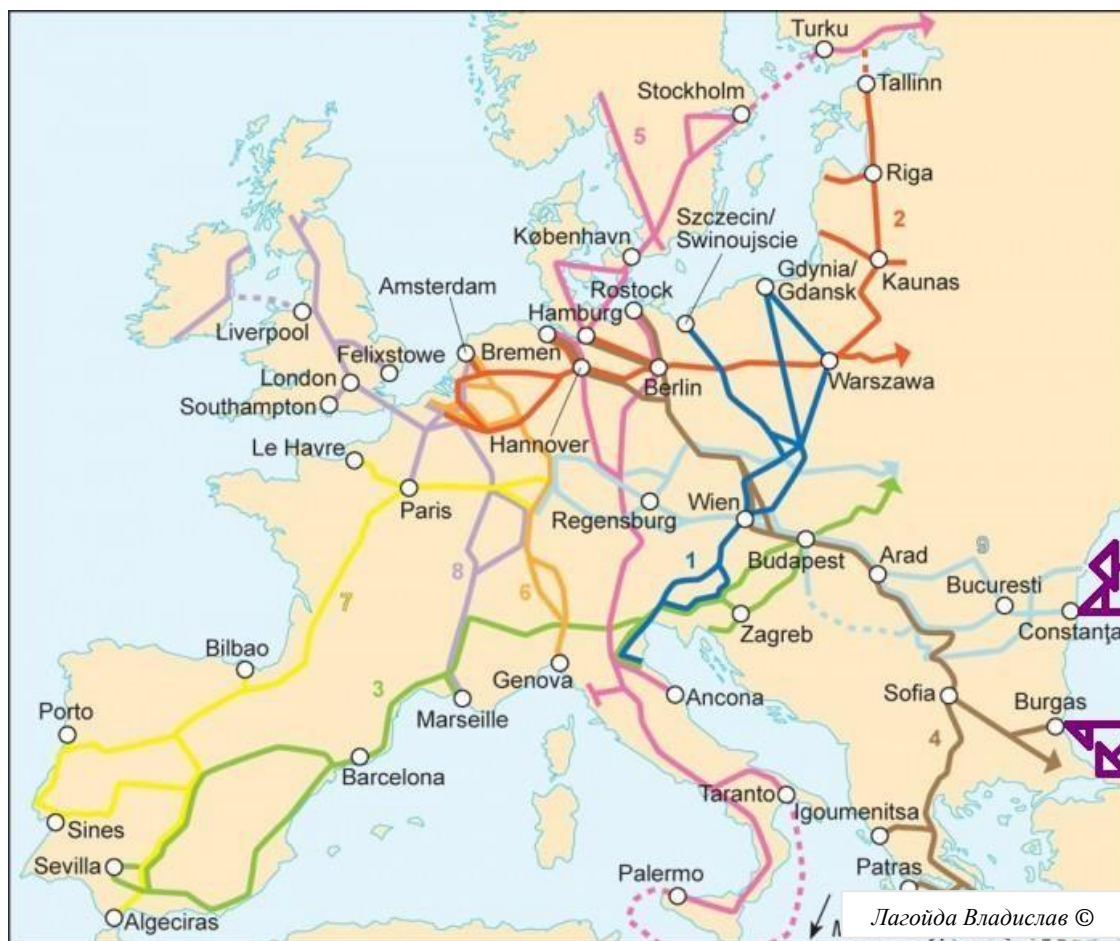 Turku
Tallinn
Stockholm
5
Riga
2
Szczecin/
Swinoujscie
København
Gdynia/
Gdansk
Kaunas
Amsterdam
Rostock
Hamburg
Liverpool
Bremen
Felixstowe
London
Berlin
Warszawa
Southampton
Hannover
Le Havre
Paris
Regensburg
Wien
Budapest
Arad
9
1
8
6
Bucuresti
7
Zagreb
Constanţa
Bilbao
Genova
3
Ancona
Sofia
Burgas
Porto
Marseille
4
Barcelona
Taranto
Igoumenitsa
Sines
Sevilla
Palermo
Patras
Algeciras
Лагойда Владислав ©